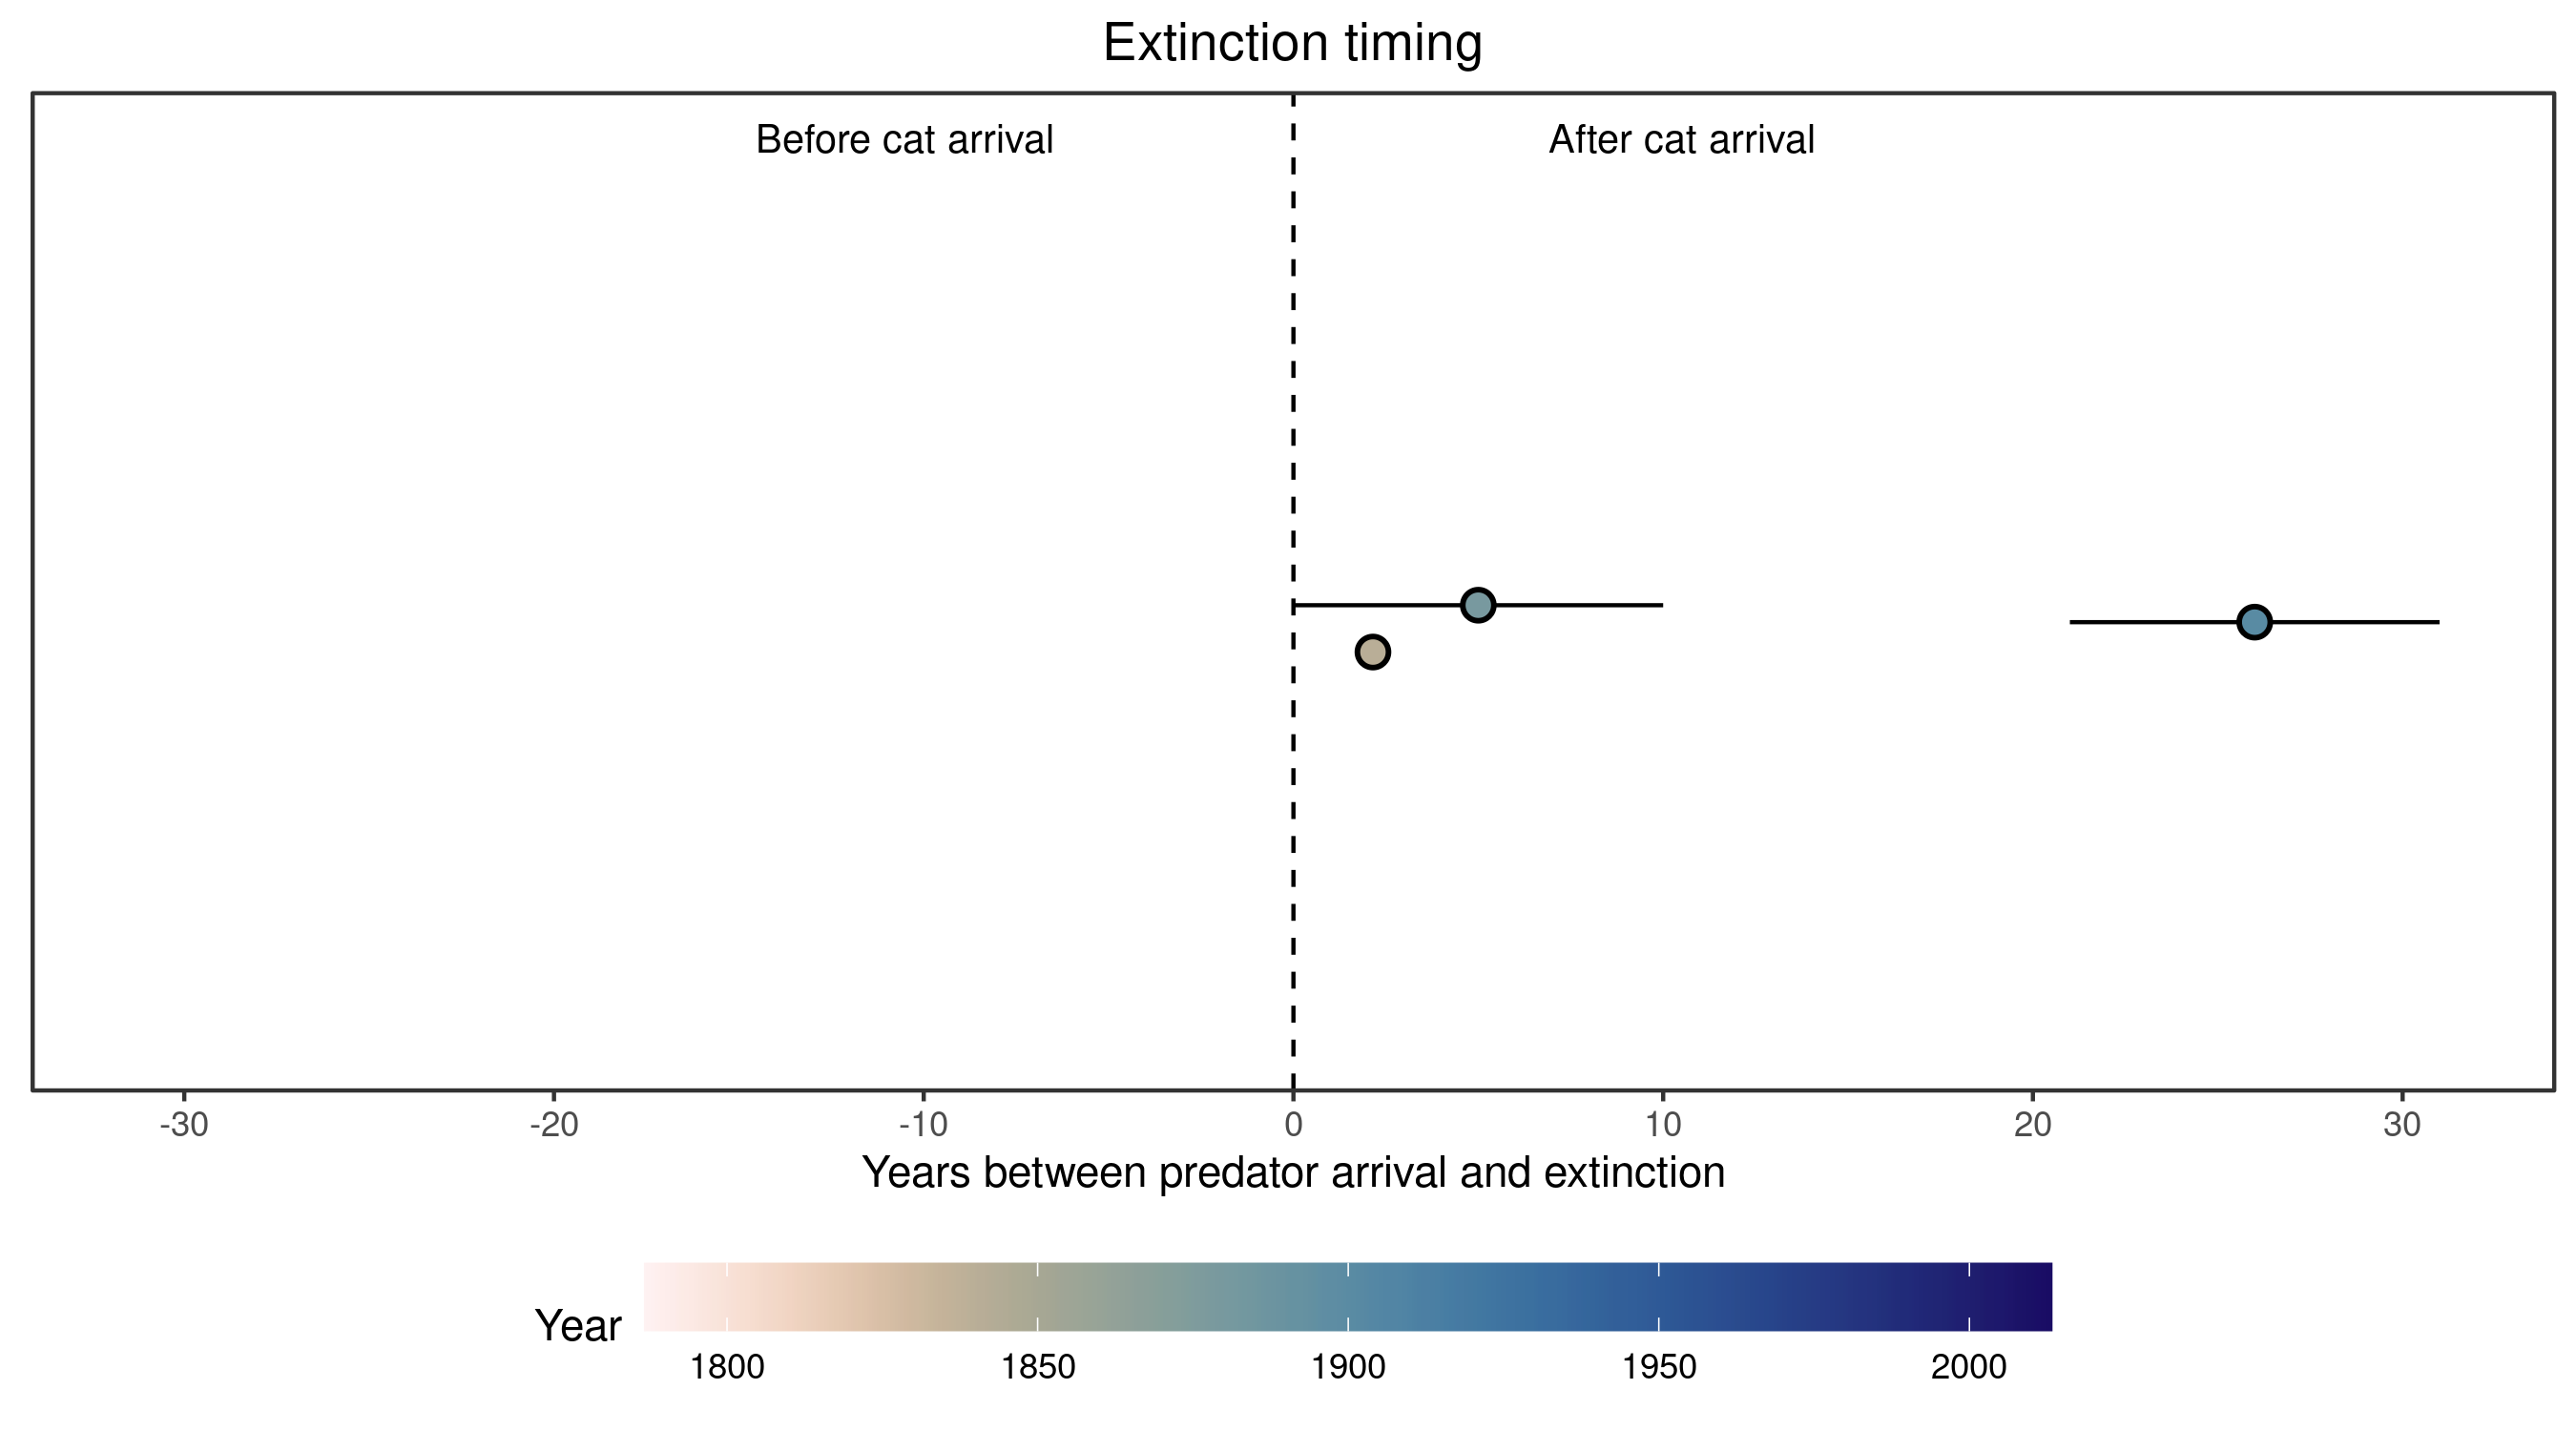 Extinction timing
Before cat arrival
After cat arrival
-30
-20
-10
0
10
20
30
Years between predator arrival and extinction
Year
1800
1850
1900
1950
2000